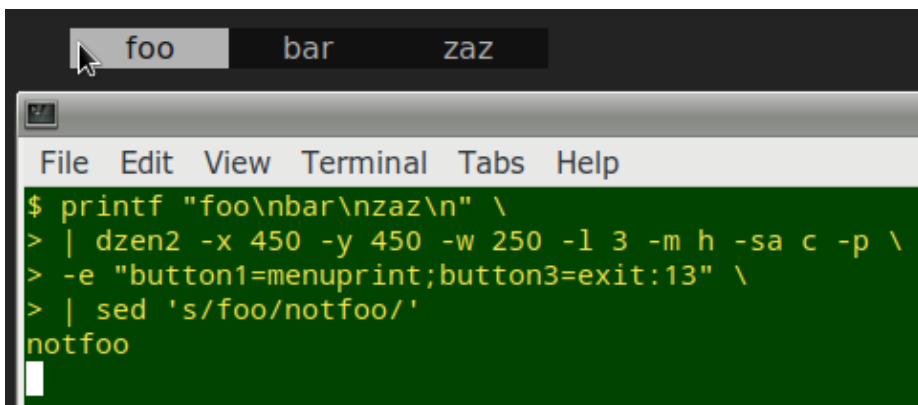 foo bar zaz
File Edit View Terminal Tabs Help
$ printf "foo\nbar\nzaz\n" \
> | dzen2 -x 450 -y 450 -w 250 -l 3 -m h -sa c -p \
> -e "button1=menuprint;button3=exit:13" \
> | sed 's/foo/notfoo/'
notfoo